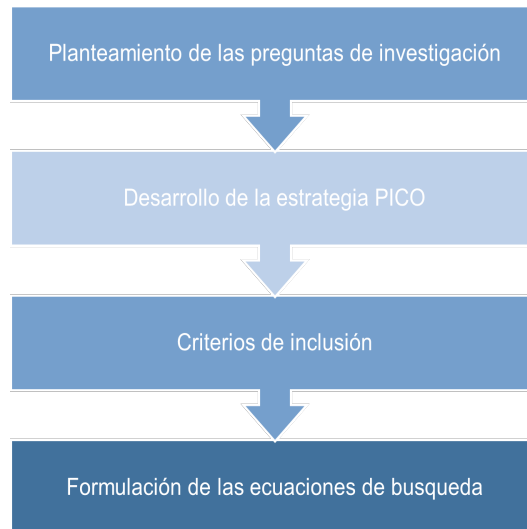 Planteamiento de las preguntas de investigación
Desarrollo de la estrategia PICO
Criterios de inclusión
Formulación de las ecuaciones de busqueda